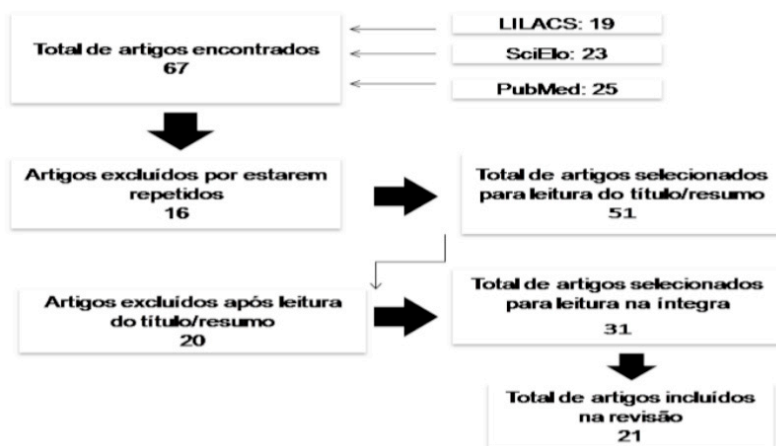 Total de artigos encontrados
67
LILACS: 19
SciElo: 23
PubMed: 25
Artigos excluídos por estarem
repetidos
16
Total de artigos selecionados
para leitura do título/resumo
51
Artigos excluídos após leitura
do título/resumo
20
Total de artigos selecionados
para leitura na íntegra
31
Total de artigos incluídos
na revisão
21